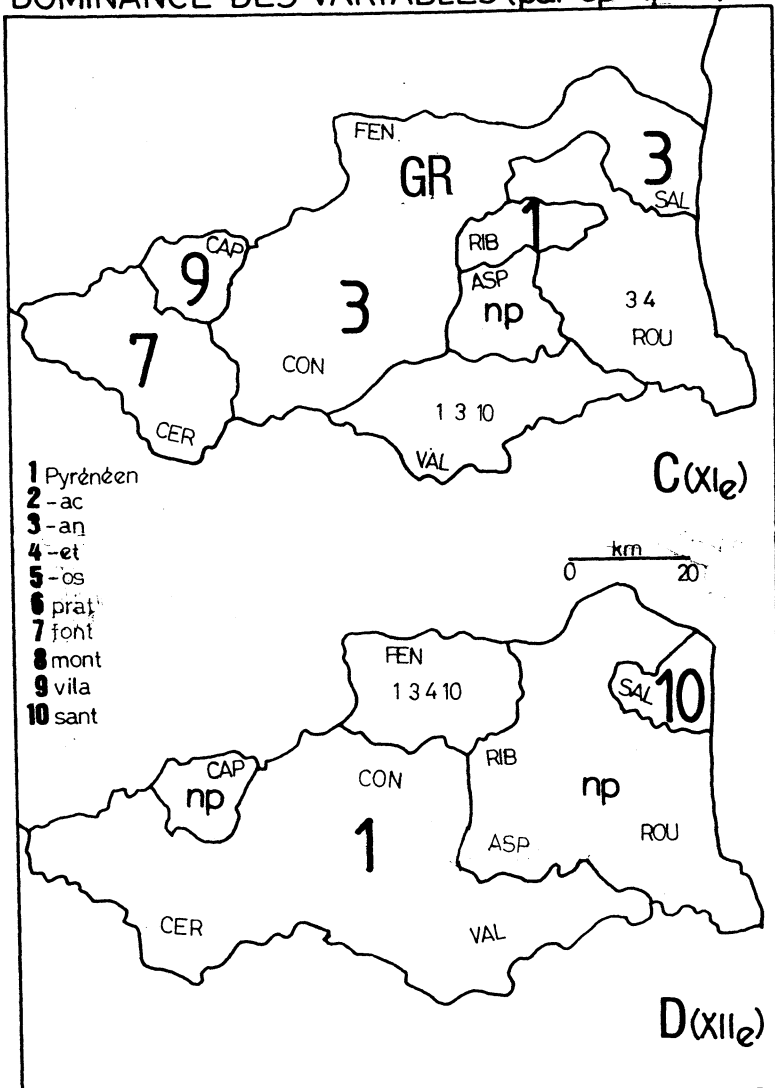 DOMINANCE DES VARIABLES (par
FEN
GR
3
SAL
1
RIB
CAP
9
ASP
np
3
3 4
ROU
7
CON
1 3 10
CER
VAL
C(XIe)
1 Pyrénéen
2 -ac
3 -an
4 -et
5 -os
6 prat
7 font
8 mont
9 vila
10 sant
km
0 20
FEN
1 3 4 10
SAL 10
RIB
CAP
np
CON
np
1
ASP
ROU
CER
VAL
D(XIIe)